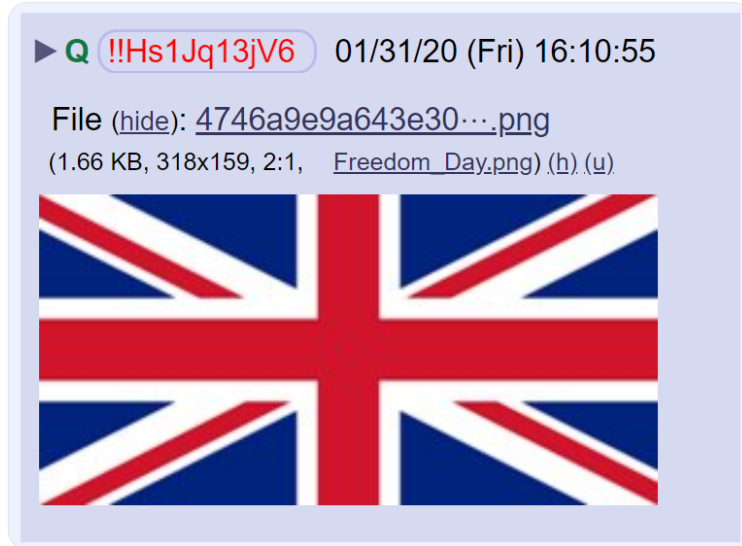 ▶ Q !!Hs1Jq13jV6 01/31/20 (Fri) 16:10:55
File (hide): 4746a9e9a643e30⋯.png
(1.66 KB, 318x159, 2:1, Freedom_Day.png) (h) (u)